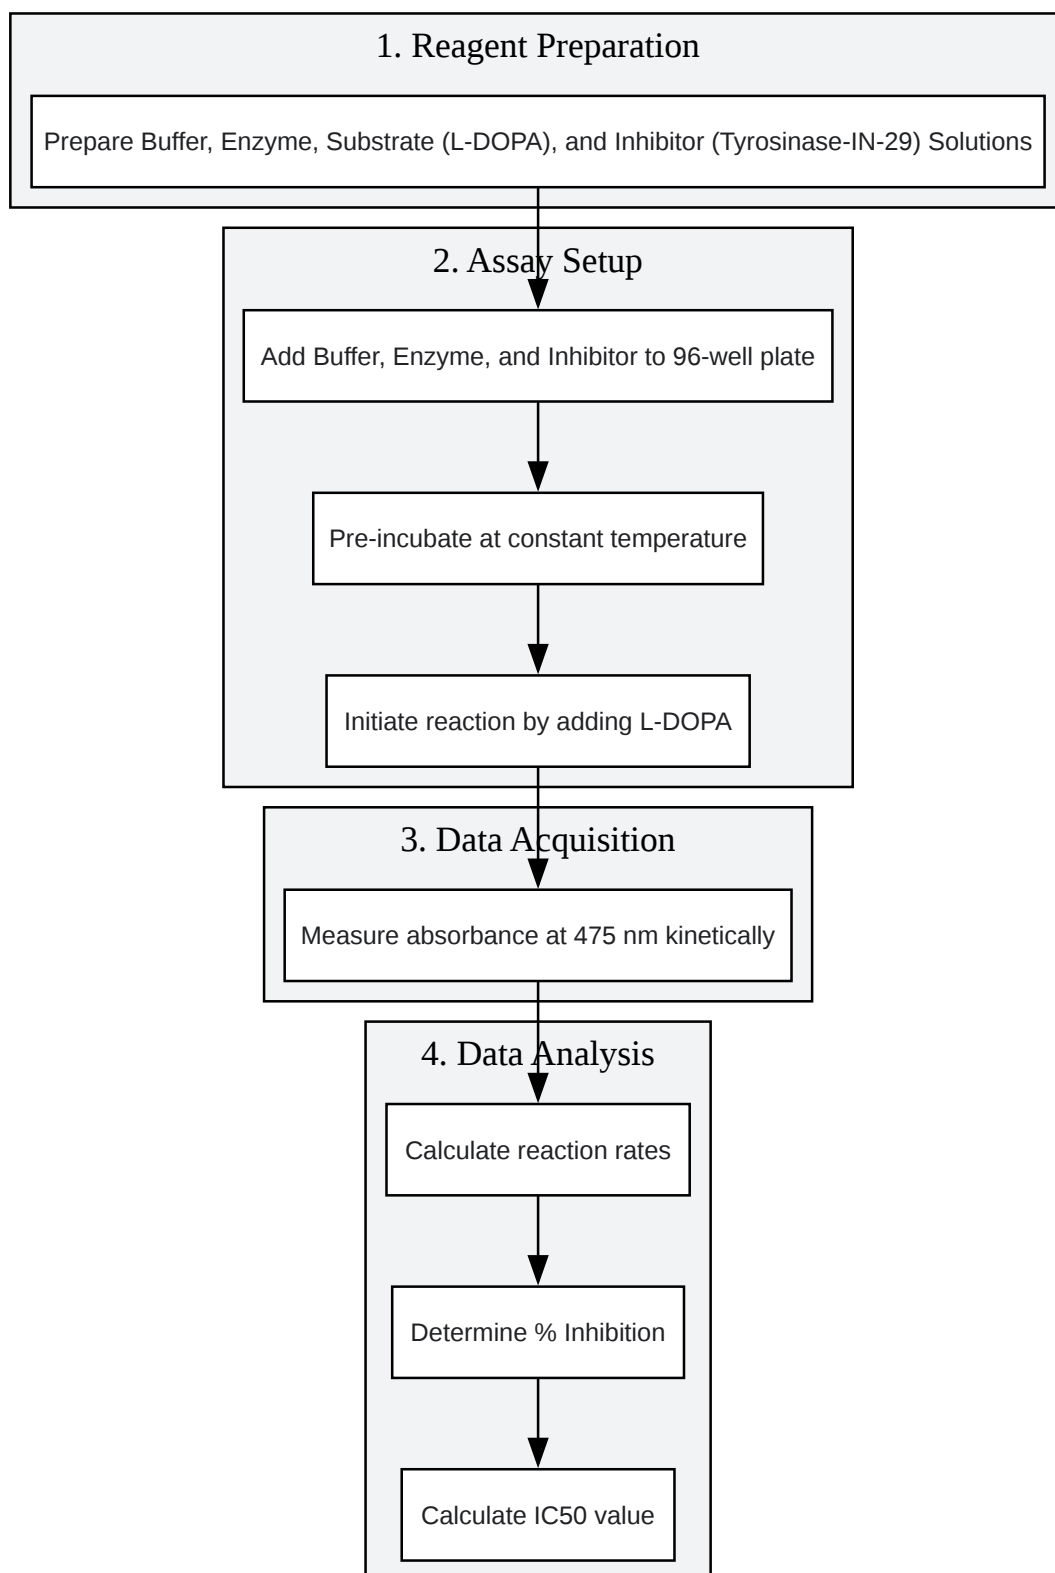 1. Reagent Preparation
Prepare Buffer, Enzyme, Substrate (L-DOPA), and Inhibitor (Tyrosinase-IN-29) Solutions
2. Assay Setup
Add Buffer, Enzyme, and Inhibitor to 96-well plate
Pre-incubate at constant temperature
Initiate reaction by adding L-DOPA
3. Data Acquisition
Measure absorbance at 475 nm kinetically
4. Data Analysis
Calculate reaction rates
Determine % Inhibition
Calculate IC50 value